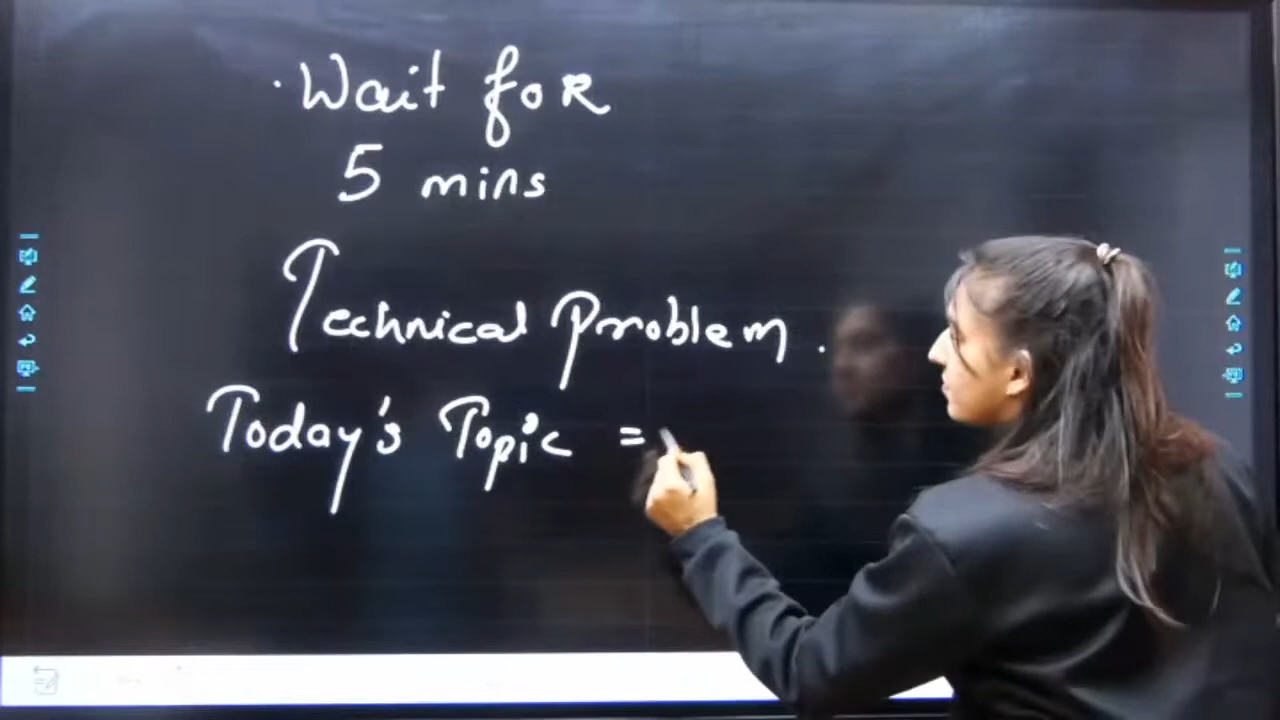 · Wait for
5 mins
Technical Problem.
Today's Topic =